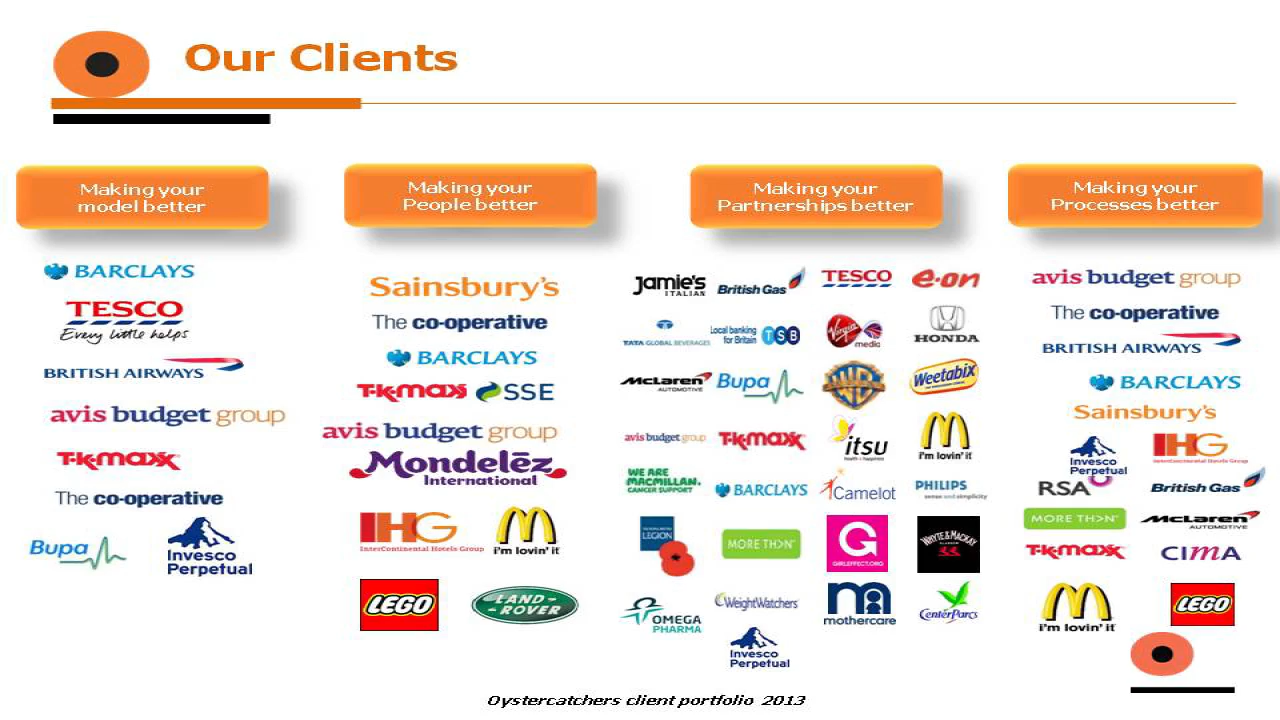 Our Clients
Making your
model better
Making your
People better
Making your
Partnerships better
Making your
Processes better
BARCLAYS
TESCO
Every little helps
BRITISH AIRWAYS
avis budget group
T·K·maxx
The co-operative
Bupa
Invesco
Perpetual
Sainsbury's
The co-operative
BARCLAYS
T·K·maxx SSE
avis budget group
Mondelēz
International
IHG
InterContinental Hotels Group
i'm lovin' it
LEGO
LAND-
-ROVER
Jamie's
ITALIAN
British Gas
TESCO
e·on
TATA GLOBAL BEVERAGES
Local banking
for Britain
TSB
Virgin
media
HONDA
McLaren
AUTOMOTIVE
Bupa
WB
Weetabix
avis budget group
T·K·maxx
itsu
health & happiness
i'm lovin' it
WE ARE
MACMILLAN.
CANCER SUPPORT
BARCLAYS
Camelot
PHILIPS
sense and simplicity
LEGION
MORE TH>N
G
GIRLEFFECT.ORG
WHYTE & MACKAY
OMEGA
PHARMA
WeightWatchers
mothercare
CenterParcs
Invesco
Perpetual
avis budget group
The co-operative
BRITISH AIRWAYS
BARCLAYS
Sainsbury's
Invesco
Perpetual
IHG
InterContinental Hotels Group
RSA
British Gas
MORE TH>N
McLaren
AUTOMOTIVE
T·K·maxx
CIMA
i'm lovin' it
LEGO
Oystercatchers client portfolio 2013